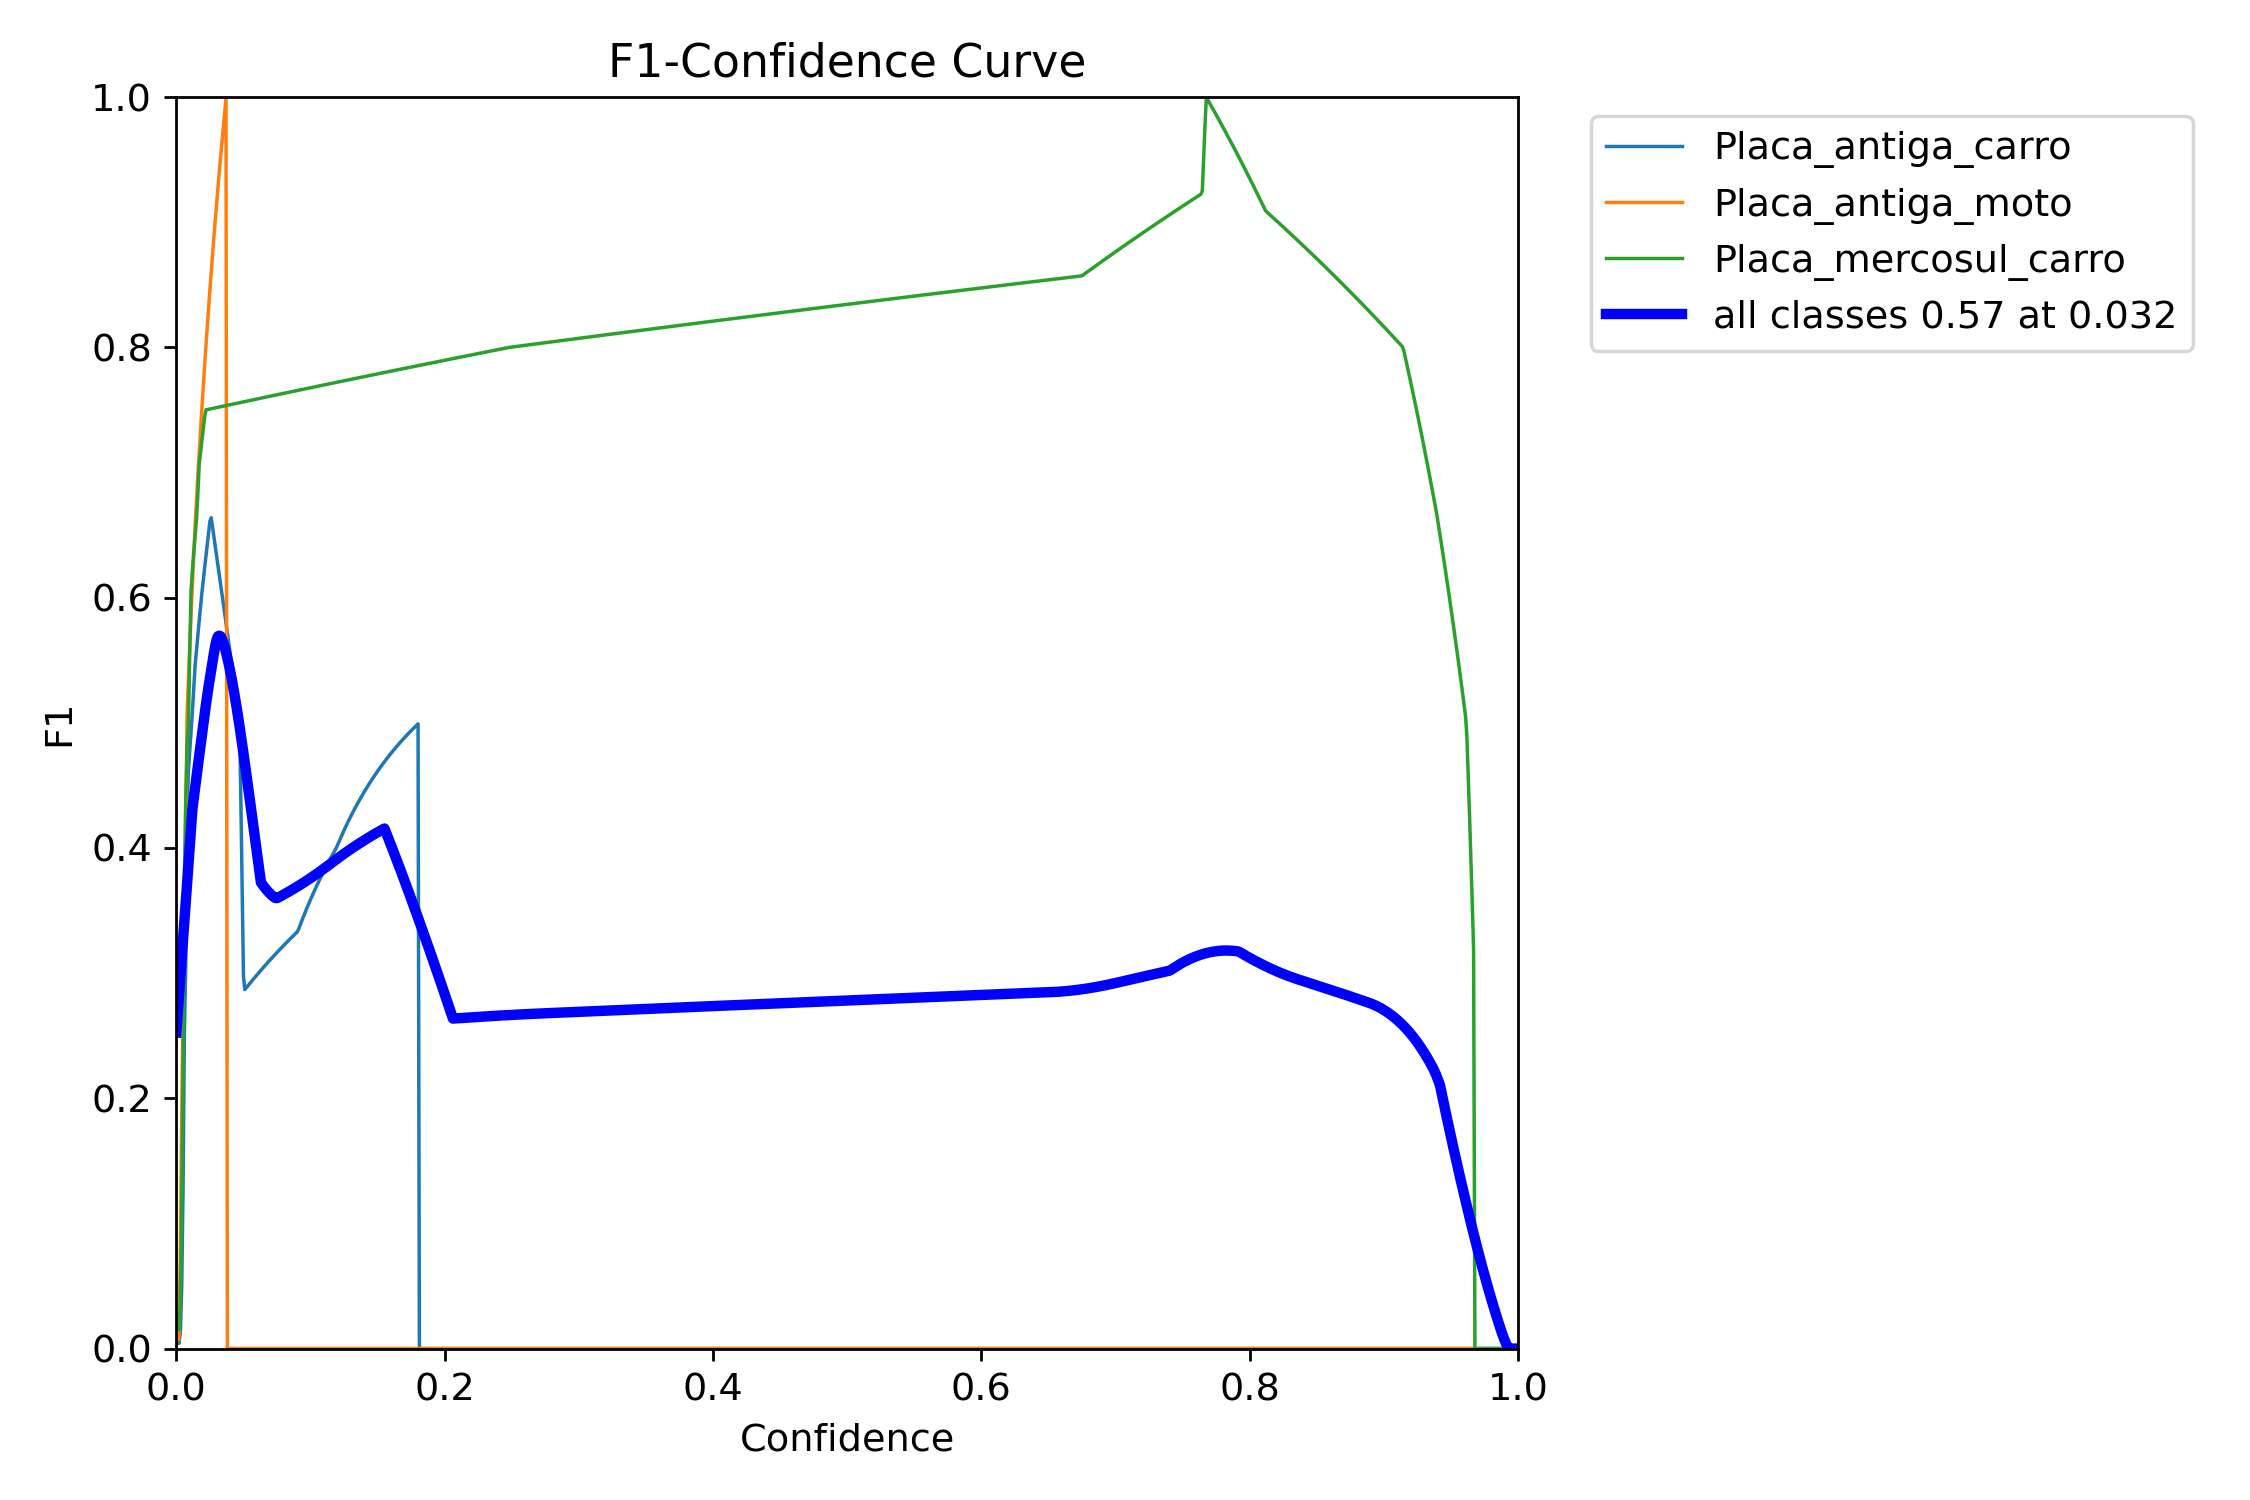 F1-Confidence Curve
1.0
0.8
0.6
0.4
0.2
0.0
F1
0.0 0.2 0.4 0.6 0.8 1.0
Confidence
Placa_antiga_carro
Placa_antiga_moto
Placa_mercosul_carro
all classes 0.57 at 0.032